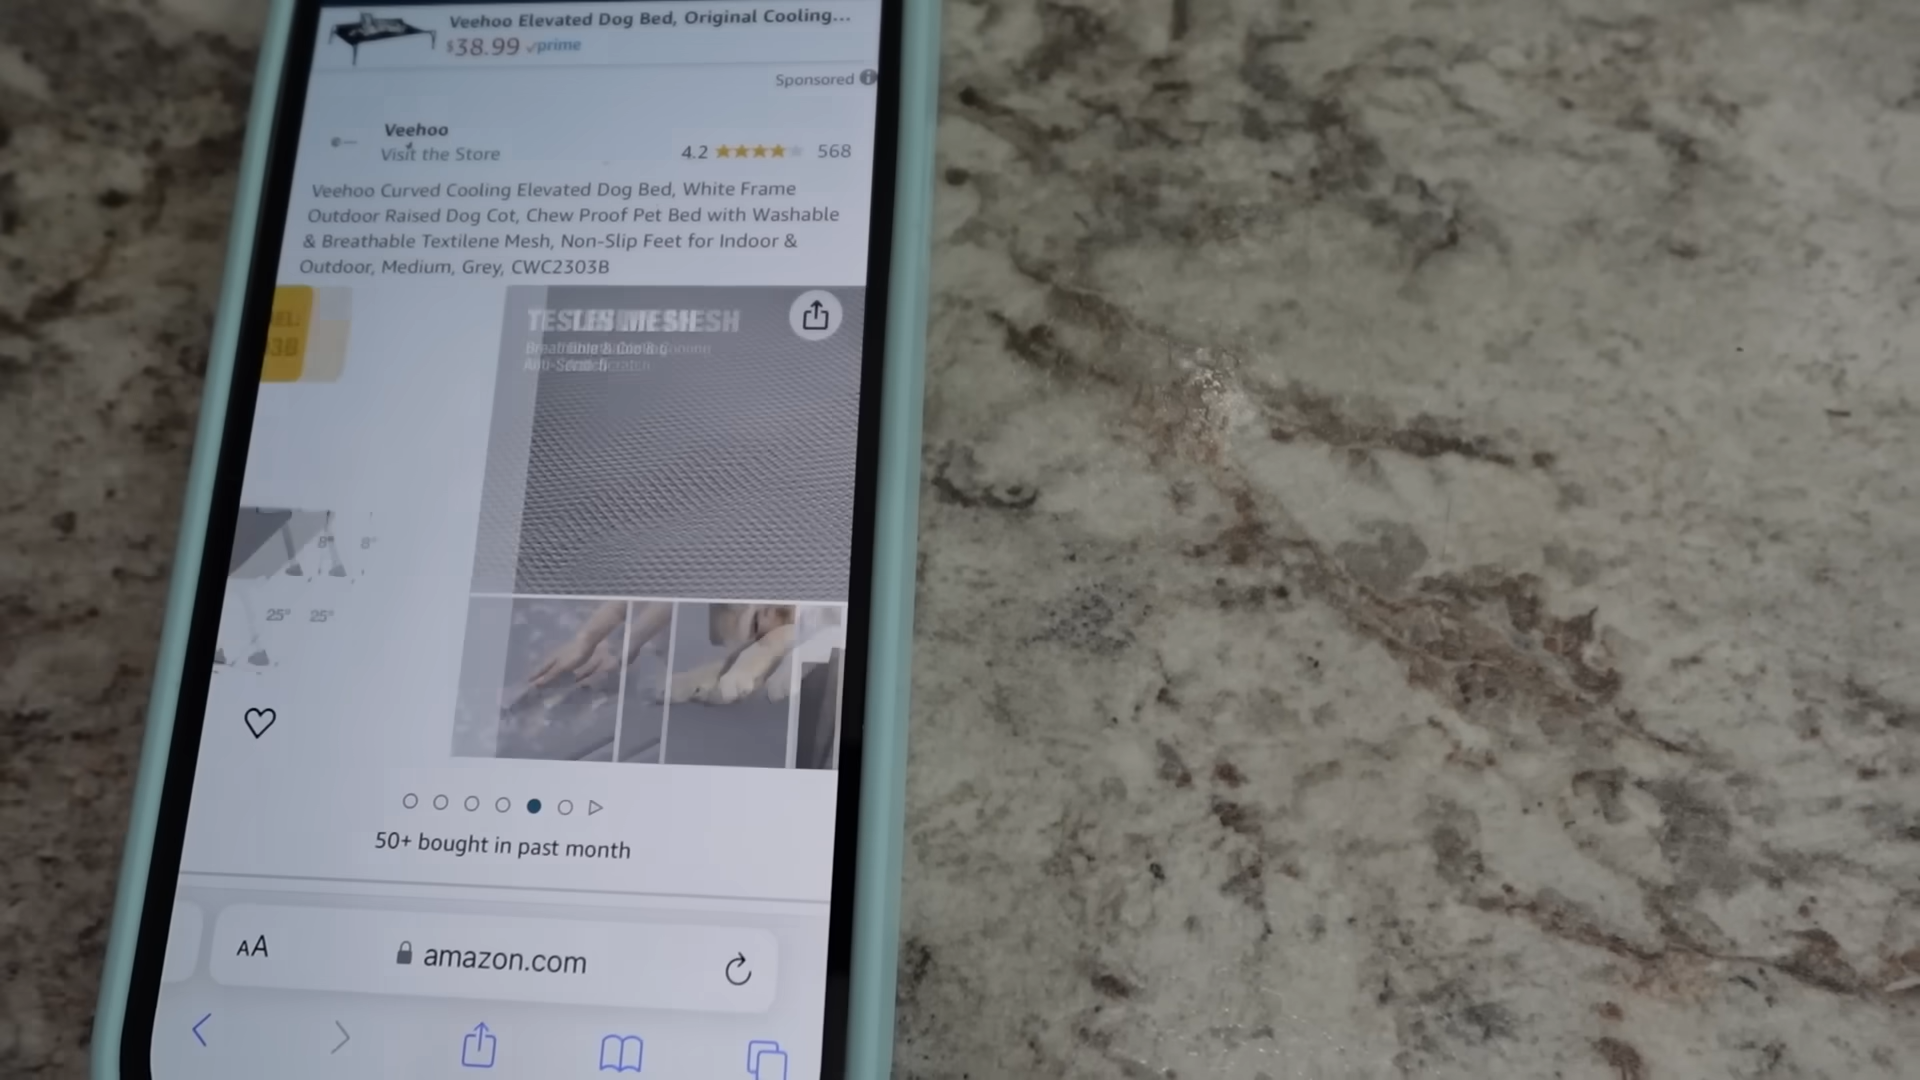 Veehoo Elevated Dog Bed, Original Cooling...
$38.99 prime
Sponsored
Veehoo
Visit the Store
4.2 568
Veehoo Curved Cooling Elevated Dog Bed, White Frame
Outdoor Raised Dog Cot, Chew Proof Pet Bed with Washable
& Breathable Textilene Mesh, Non-Slip Feet for Indoor &
Outdoor, Medium, Grey, CWC2303B
MESH
8"
8"
25"
25"
50+ bought in past month
AA
amazon.com